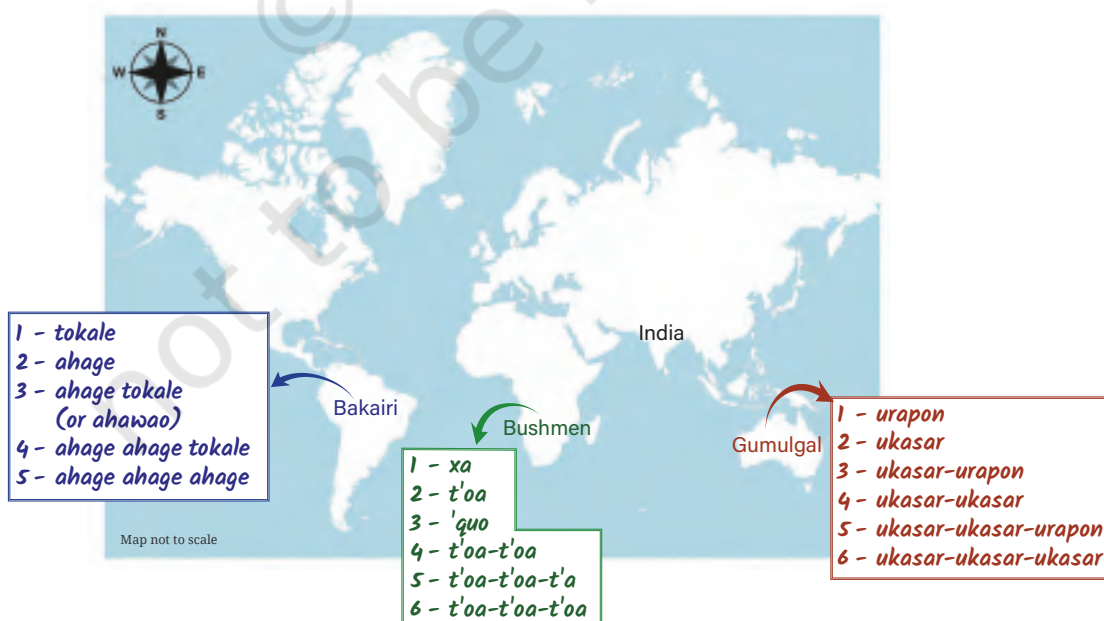 ©
not to be
N
W E
S
India
1 - tokale
2 - ahage
3 - ahage tokale
(or ahawao)
4 - ahage ahage tokale
5 - ahage ahage ahage
Bakairi
Map not to scale
Bushmen
1 - xa
2 - t'oa
3 - 'quo
4 - t'oa-t'oa
5 - t'oa-t'oa-t'a
6 - t'oa-t'oa-t'oa
Gumulgal
1 - urapon
2 - ukasar
3 - ukasar-urapon
4 - ukasar-ukasar
5 - ukasar-ukasar-urapon
6 - ukasar-ukasar-ukasar